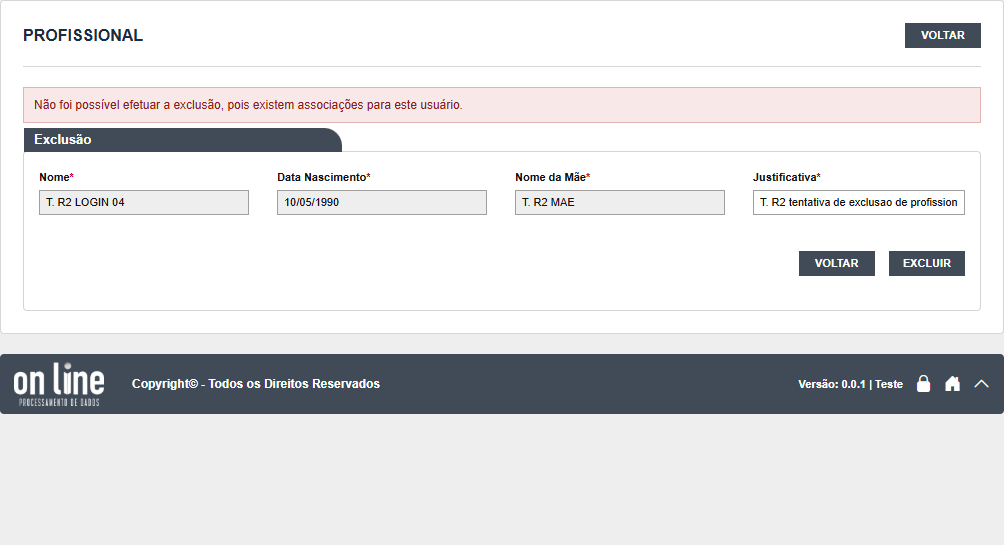 PROFISSIONAL
VOLTAR
Não foi possível efetuar a exclusão, pois existem associações para este usuário.
Exclusão
Nome* Data Nascimento* Nome da Mãe* Justificativa*
T. R2 LOGIN 04 10/05/1990 T. R2 MAE T. R2 tentativa de exclusao de profission
VOLTAR EXCLUIR
on line
PROCESSAMENTO DE DADOS
Copyright© - Todos os Direitos Reservados
Versão: 0.0.1 | Teste